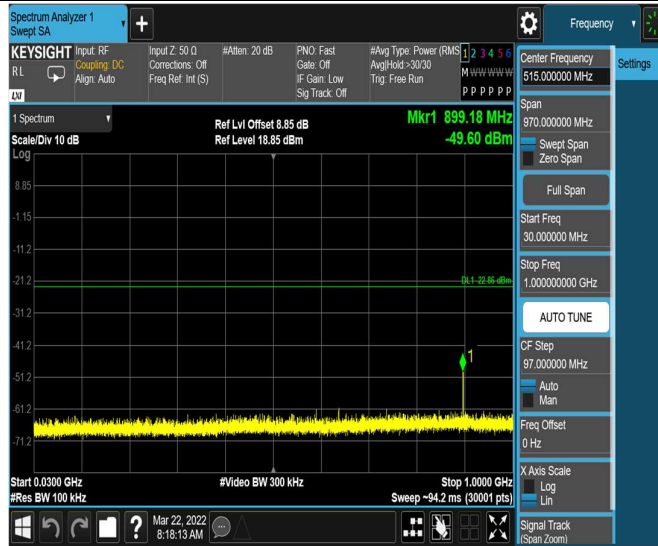 Spectrum Analyzer 1
Swept SA
+
Frequency
KEYSIGHT
RL
LXI
Input: RF
Coupling: DC
Align: Auto
Input Z: 50 Ω
Corrections: Off
Freq Ref: Int (S)
#Atten: 20 dB
PNO: Fast
Gate: Off
IF Gain: Low
Sig Track: Off
#Avg Type: Power (RMS
Avg|Hold:>30/30
Trig: Free Run
1 2 3 4 5 6
M W W W W W
P P P P P P
Center Frequency
515.000000 MHz
Settings
Span
970.000000 MHz
Swept Span
Zero Span
Full Span
Start Freq
30.000000 MHz
Stop Freq
1.000000000 GHz
AUTO TUNE
CF Step
97.000000 MHz
Auto
Man
Freq Offset
0 Hz
X Axis Scale
Log
Lin
Signal Track
(Span Zoom)
1 Spectrum
Scale/Div 10 dB
Log
Ref Lvl Offset 8.85 dB
Ref Level 18.85 dBm
Mkr1 899.18 MHz
-49.60 dBm
8.85
-1.15
-11.2
-21.2
DL1 -22.86 dBm
-31.2
-41.2
1
-51.2
-61.2
-71.2
Start 0.0300 GHz
#Res BW 100 kHz
#Video BW 300 kHz
Stop 1.0000 GHz
Sweep ~94.2 ms (30001 pts)
?
Mar 22, 2022
8:18:13 AM